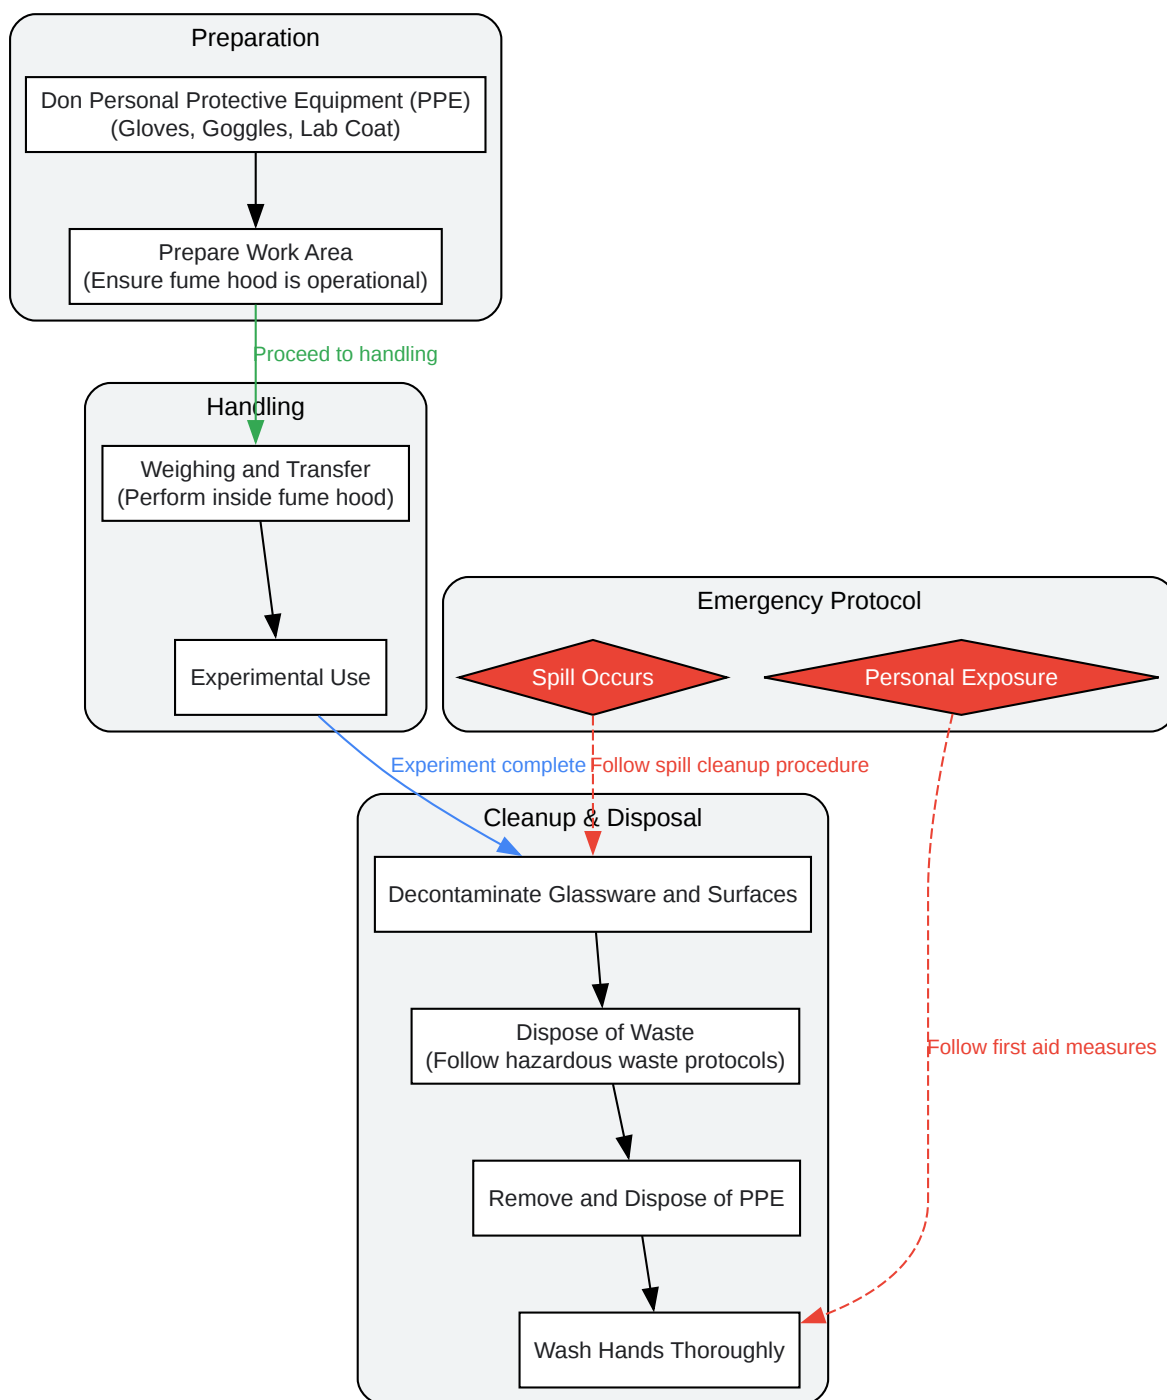 Preparation
Don Personal Protective Equipment (PPE)
(Gloves, Goggles, Lab Coat)
Prepare Work Area
(Ensure fume hood is operational)
Proceed to handling
Handling
Weighing and Transfer
(Perform inside fume hood)
Experimental Use
Emergency Protocol
Spill Occurs
Personal Exposure
Experiment complete
Follow spill cleanup procedure
Cleanup & Disposal
Decontaminate Glassware and Surfaces
Dispose of Waste
(Follow hazardous waste protocols)
Follow first aid measures
Remove and Dispose of PPE
Wash Hands Thoroughly